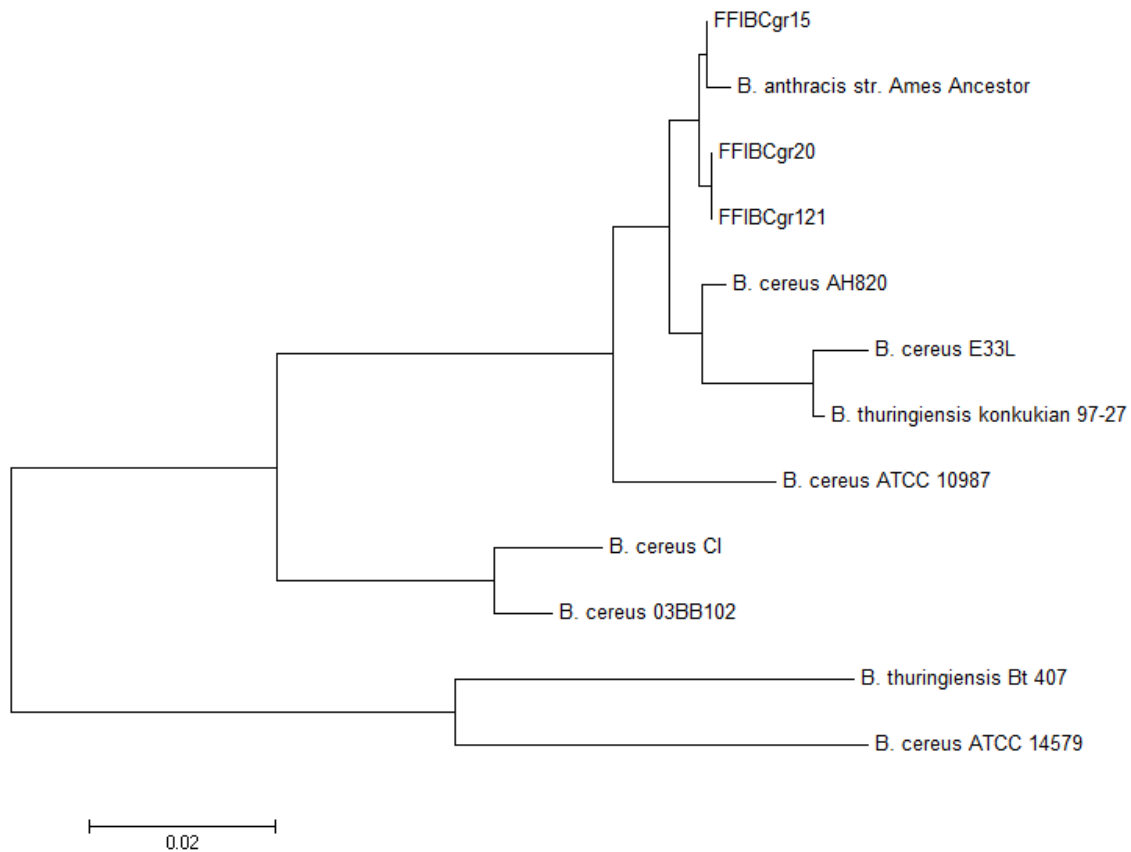 FFIBCgr15
B. anthracis str. Ames Ancestor
FFIBCgr20
FFIBCgr121
B. cereus AH820
B. cereus E33L
B. thuringiensis konkukian 97-27
B. cereus ATCC 10987
B. cereus CI
B. cereus 03BB102
B. thuringiensis Bt 407
B. cereus ATCC 14579
0.02